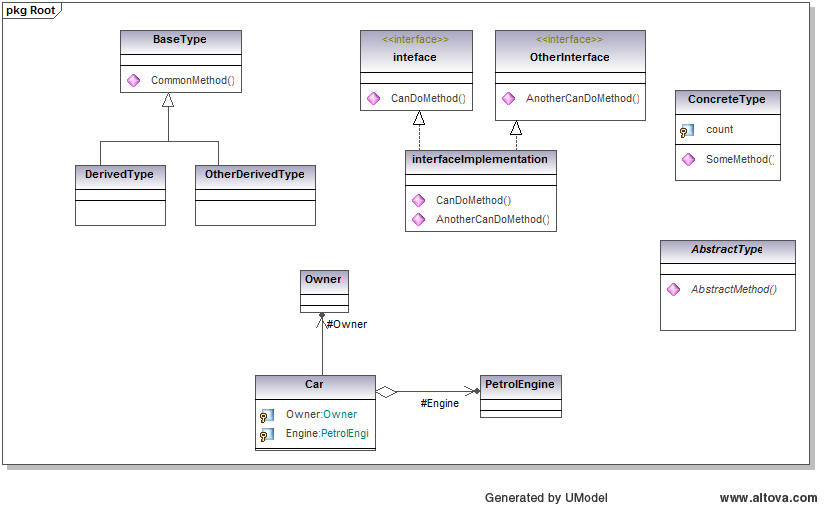 pkg Root
BaseType
CommonMethod()
<<interface>>
inteface
CanDoMethod()
<<interface>>
OtherInterface
AnotherCanDoMethod()
ConcreteType
count
SomeMethod()
DerivedType
OtherDerivedType
interfaceImplementation
CanDoMethod()
AnotherCanDoMethod()
AbstractType
AbstractMethod()
Owner
#Owner
Car
Owner:Owner
Engine:PetrolEngi
#Engine
PetrolEngine
Generated by UModel
www.altova.com